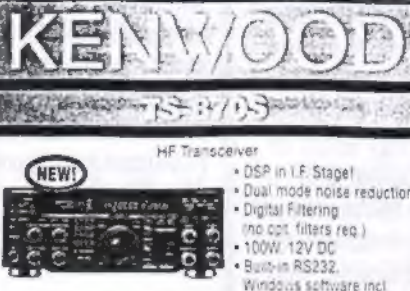 KENWOOD
TS-870S
HF Transceiver
NEW!
• DSP in I.F. Stage!
• Dual mode noise reduction
• Digital Filtering
(no opt. filters req.)
• 100W, 12V DC
• Built-in RS232,
Windows software incl.